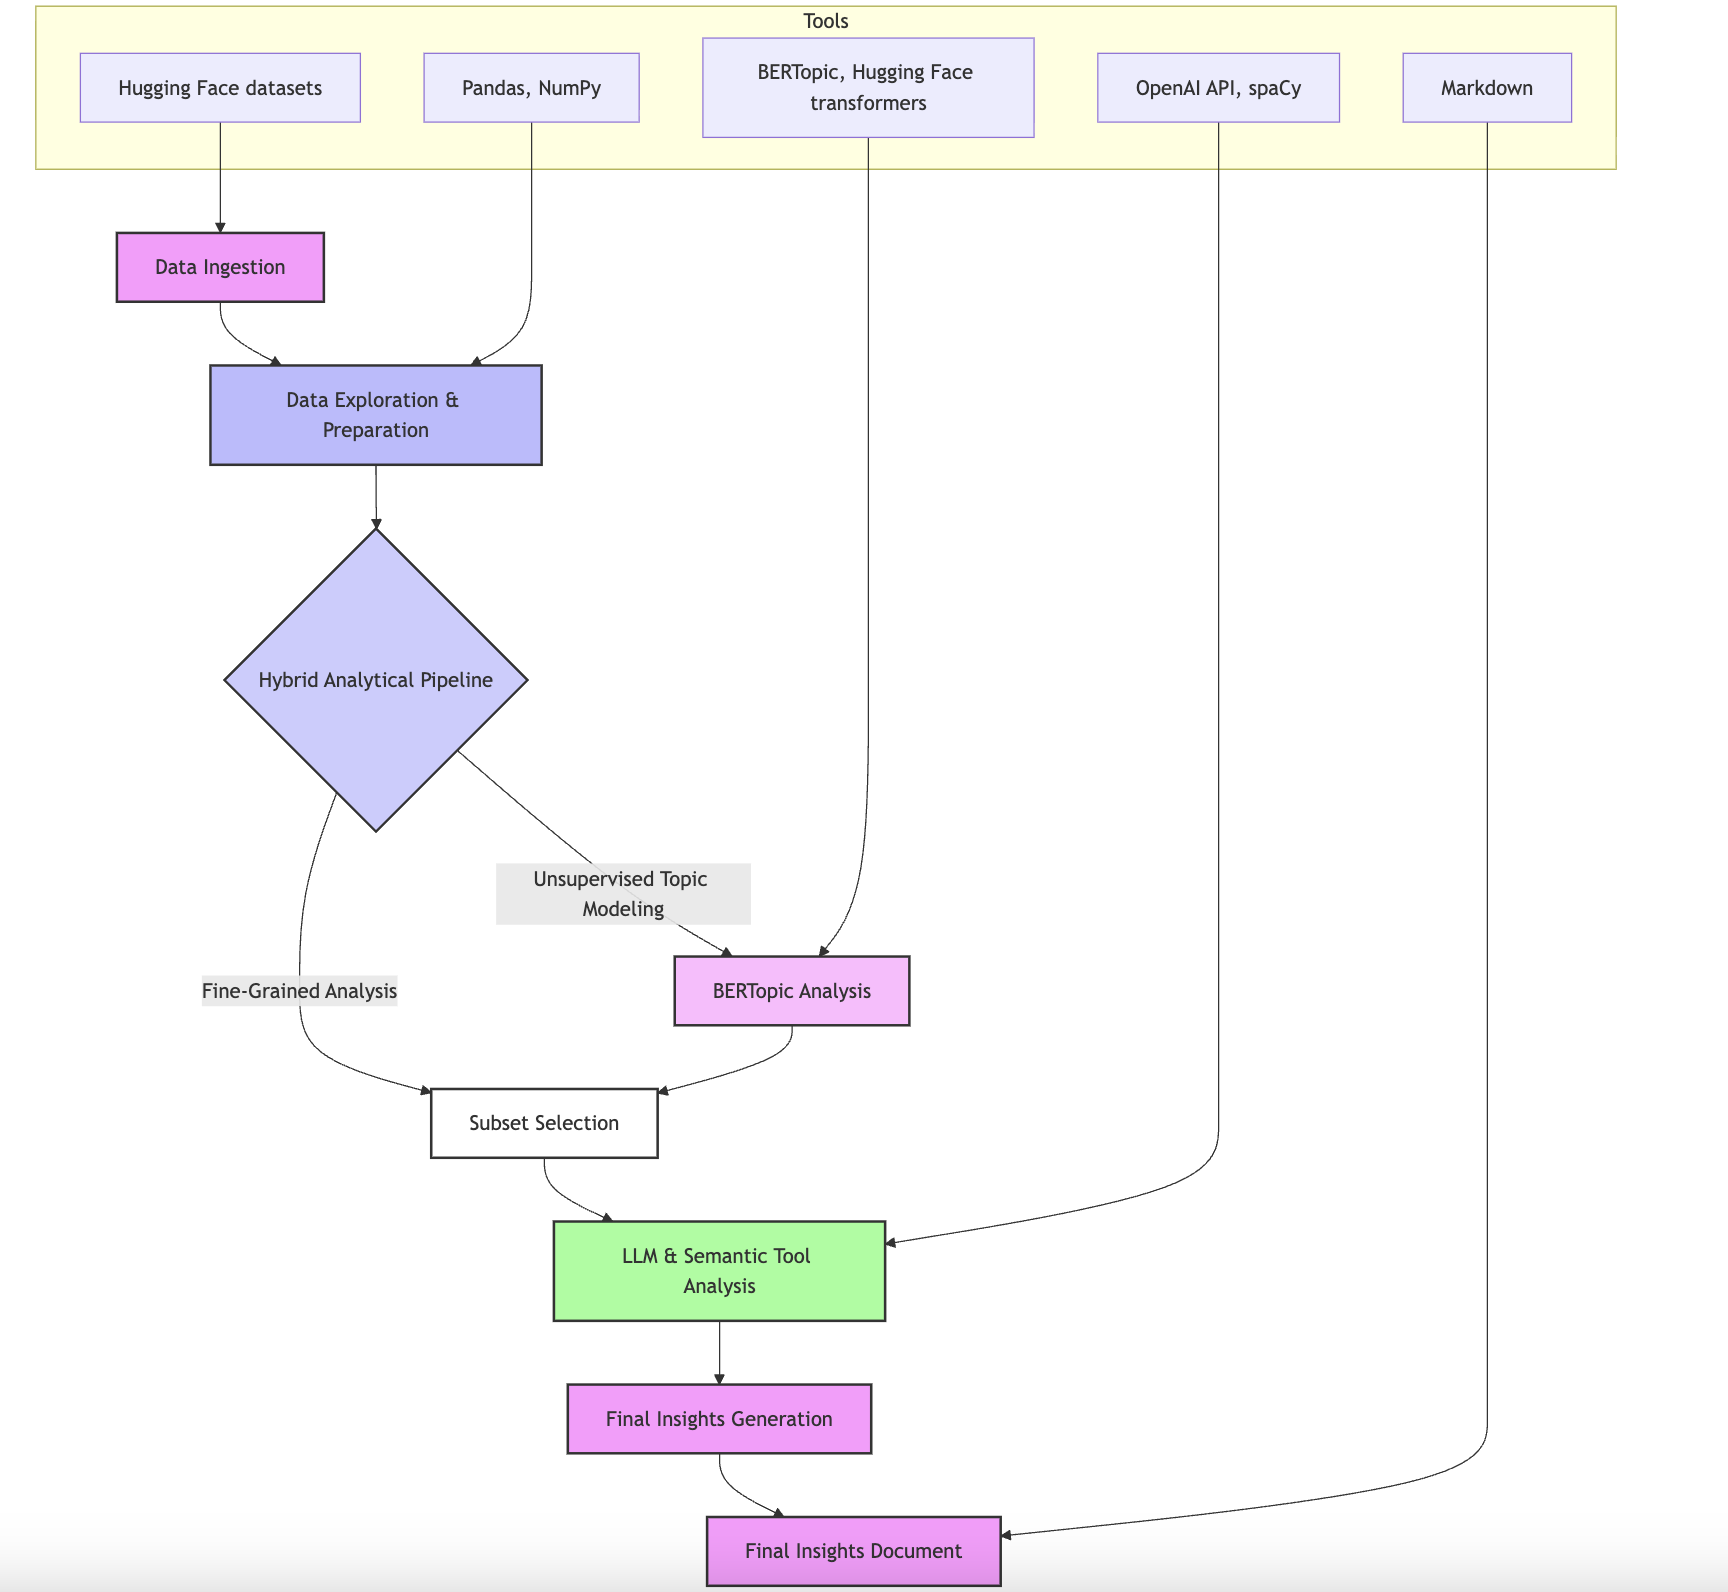 Tools
Hugging Face datasets
Pandas, NumPy
BERTopic, Hugging Face
transformers
OpenAI API, spaCy
Markdown
Data Ingestion
Data Exploration &
Preparation
Hybrid Analytical Pipeline
Unsupervised Topic
Modeling
Fine-Grained Analysis
BERTopic Analysis
Subset Selection
LLM & Semantic Tool
Analysis
Final Insights Generation
Final Insights Document